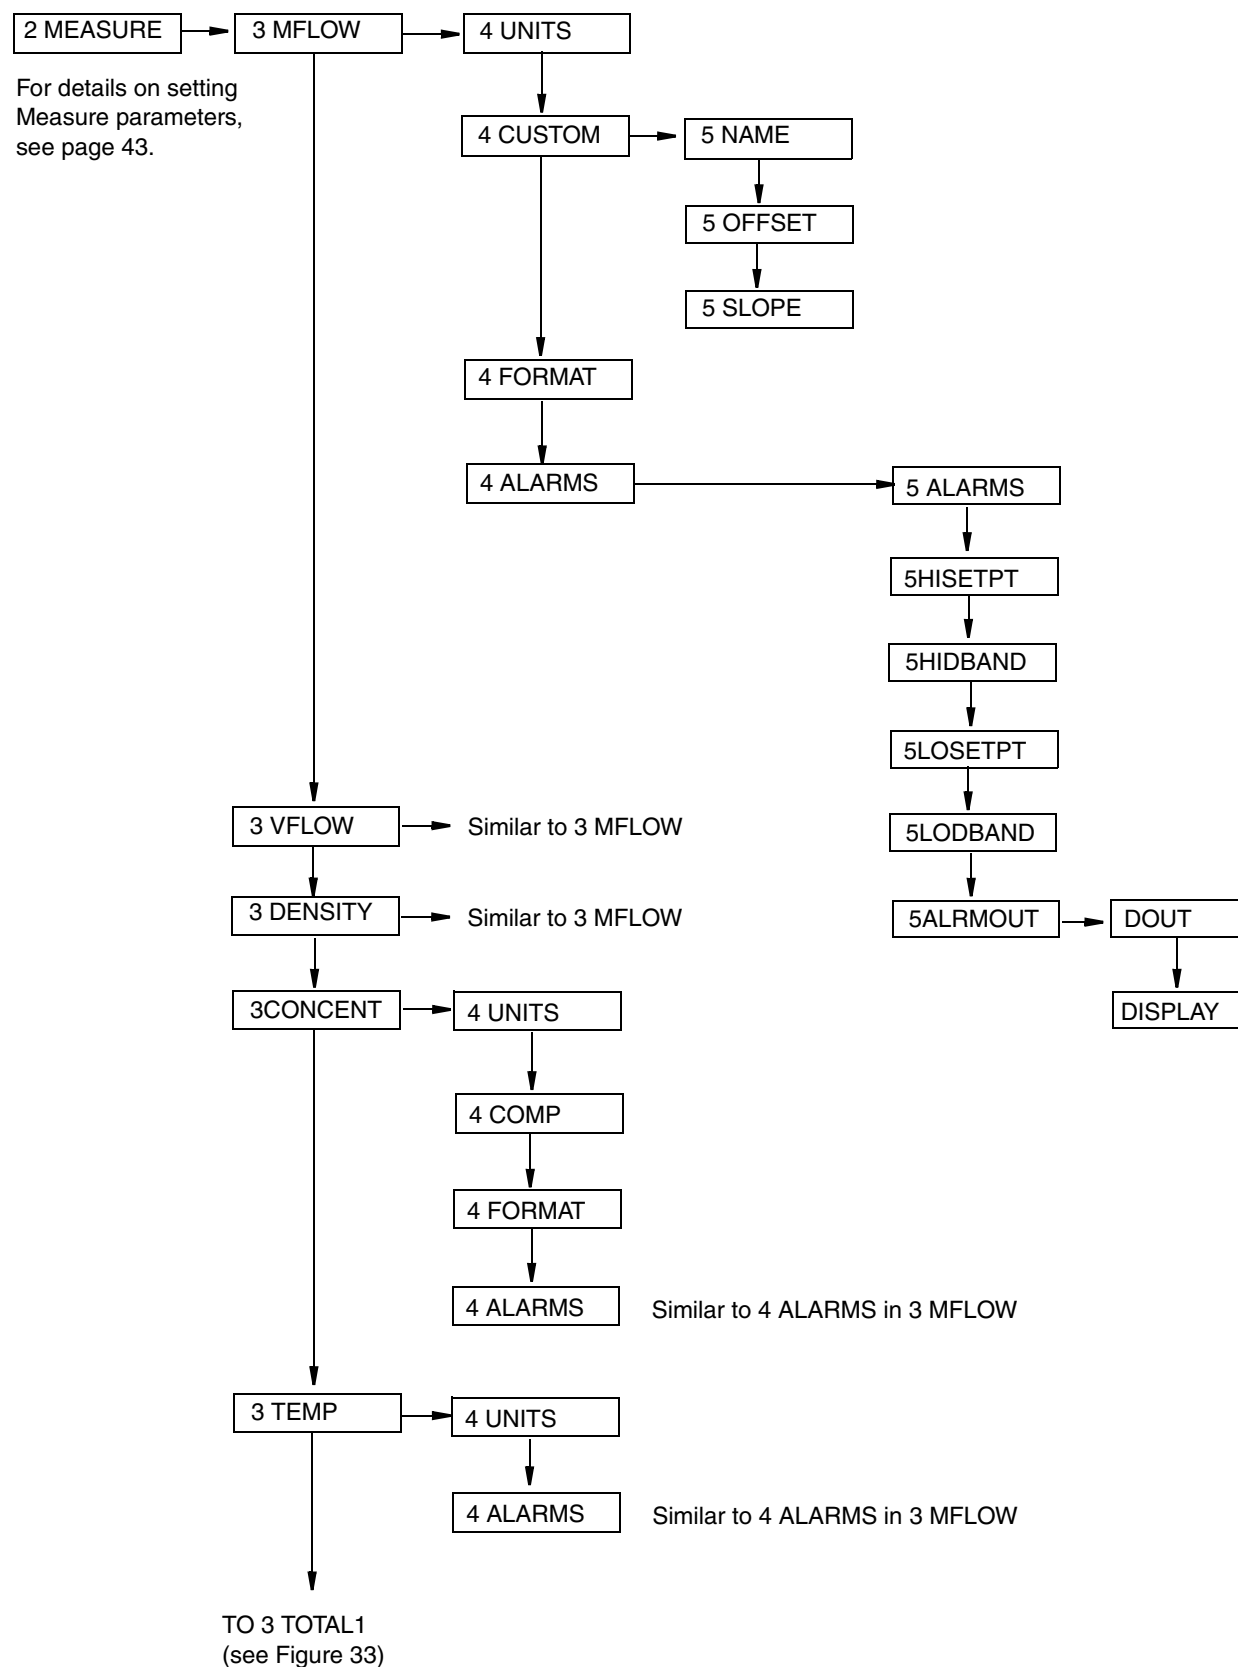 2 MEASURE
3 MFLOW
4 UNITS
For details on setting
Measure parameters,
see page 43.
4 CUSTOM
5 NAME
5 OFFSET
5 SLOPE
4 FORMAT
4 ALARMS
5 ALARMS
5HISETPT
5HIDBAND
5LOSETPT
5LODBAND
5ALRMOUT
DOUT
DISPLAY
3 VFLOW
Similar to 3 MFLOW
3 DENSITY
Similar to 3 MFLOW
3CONCENT
4 UNITS
4 COMP
4 FORMAT
4 ALARMS
Similar to 4 ALARMS in 3 MFLOW
3 TEMP
4 UNITS
4 ALARMS
Similar to 4 ALARMS in 3 MFLOW
TO 3 TOTAL1
(see Figure 33)